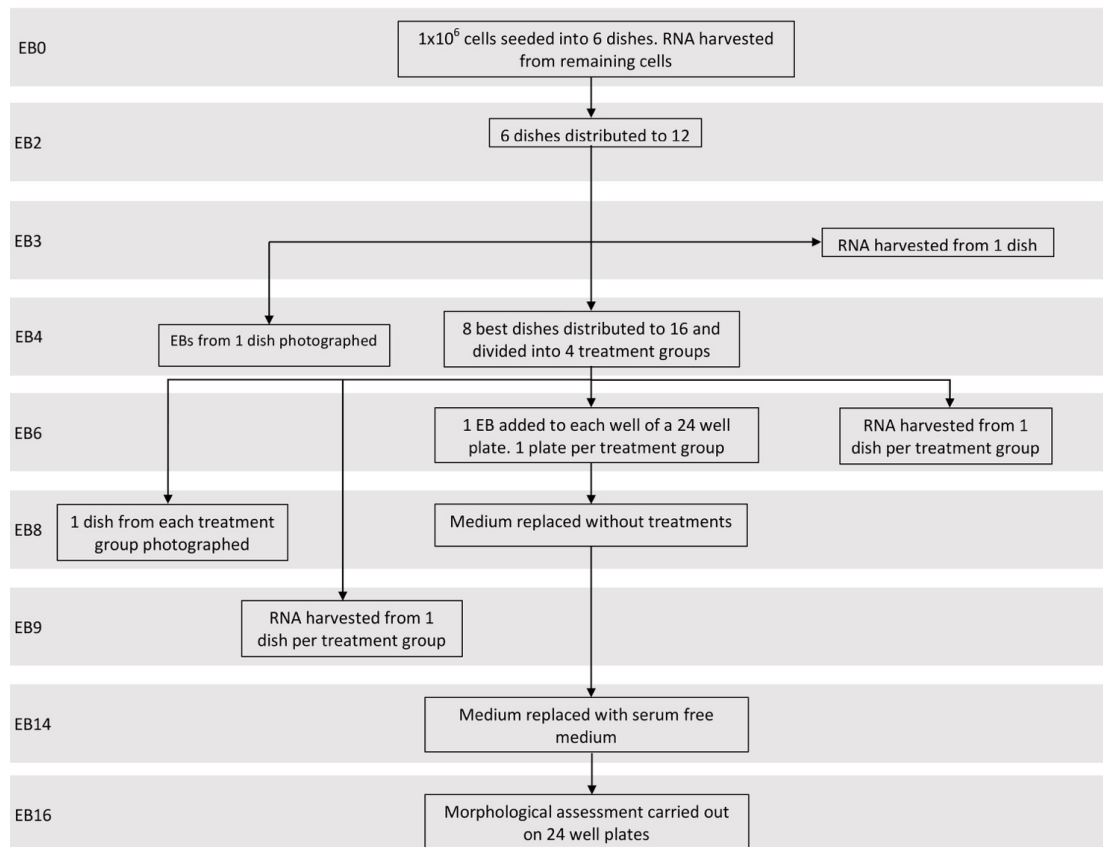 EB0
1x10⁶ cells seeded into 6 dishes. RNA harvested
from remaining cells
EB2
6 dishes distributed to 12
EB3
RNA harvested from 1 dish
EB4
EBs from 1 dish photographed
8 best dishes distributed to 16 and
divided into 4 treatment groups
EB6
1 EB added to each well of a 24 well
plate. 1 plate per treatment group
RNA harvested from 1
dish per treatment group
EB8
1 dish from each treatment
group photographed
Medium replaced without treatments
EB9
RNA harvested from 1
dish per treatment group
EB14
Medium replaced with serum free
medium
EB16
Morphological assessment carried out
on 24 well plates